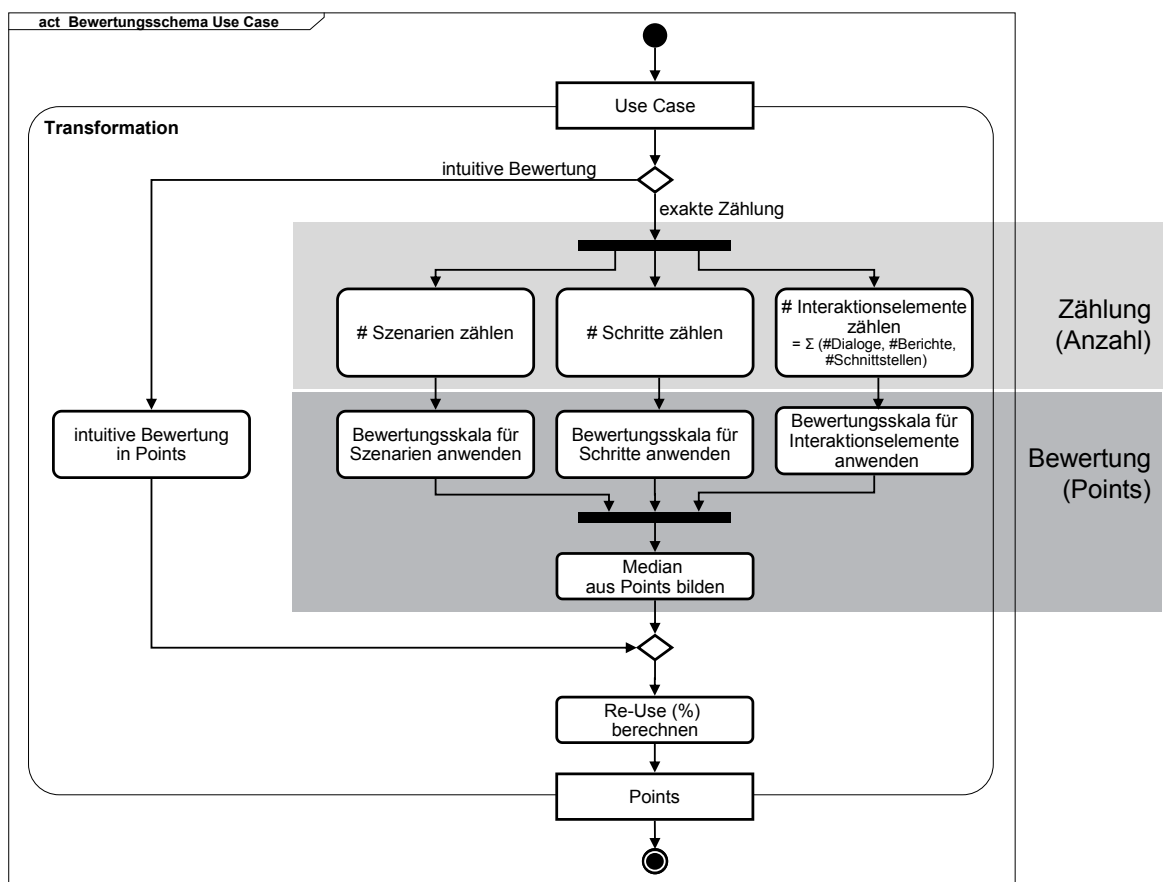 act Bewertungsschema Use Case
Use Case
Transformation
intuitive Bewertung
exakte Zählung
# Szenarien zählen
# Schritte zählen
# Interaktionselemente
zählen
= Σ (#Dialoge, #Berichte,
#Schnittstellen)
Zählung
(Anzahl)
intuitive Bewertung
in Points
Bewertungsskala für
Szenarien anwenden
Bewertungsskala für
Schritte anwenden
Bewertungsskala für
Interaktionselemente
anwenden
Bewertung
(Points)
Median
aus Points bilden
Re-Use (%)
berechnen
Points